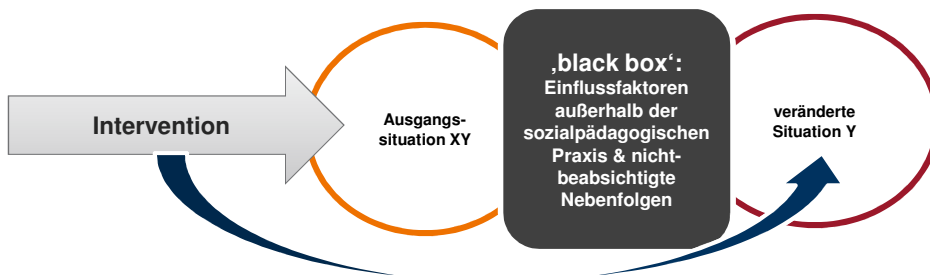 Intervention
Ausgangs-
situation XY
‚black box‘:
Einflussfaktoren
außerhalb der
sozialpädagogischen
Praxis & nicht-
beabsichtigte
Nebenfolgen
veränderte
Situation Y